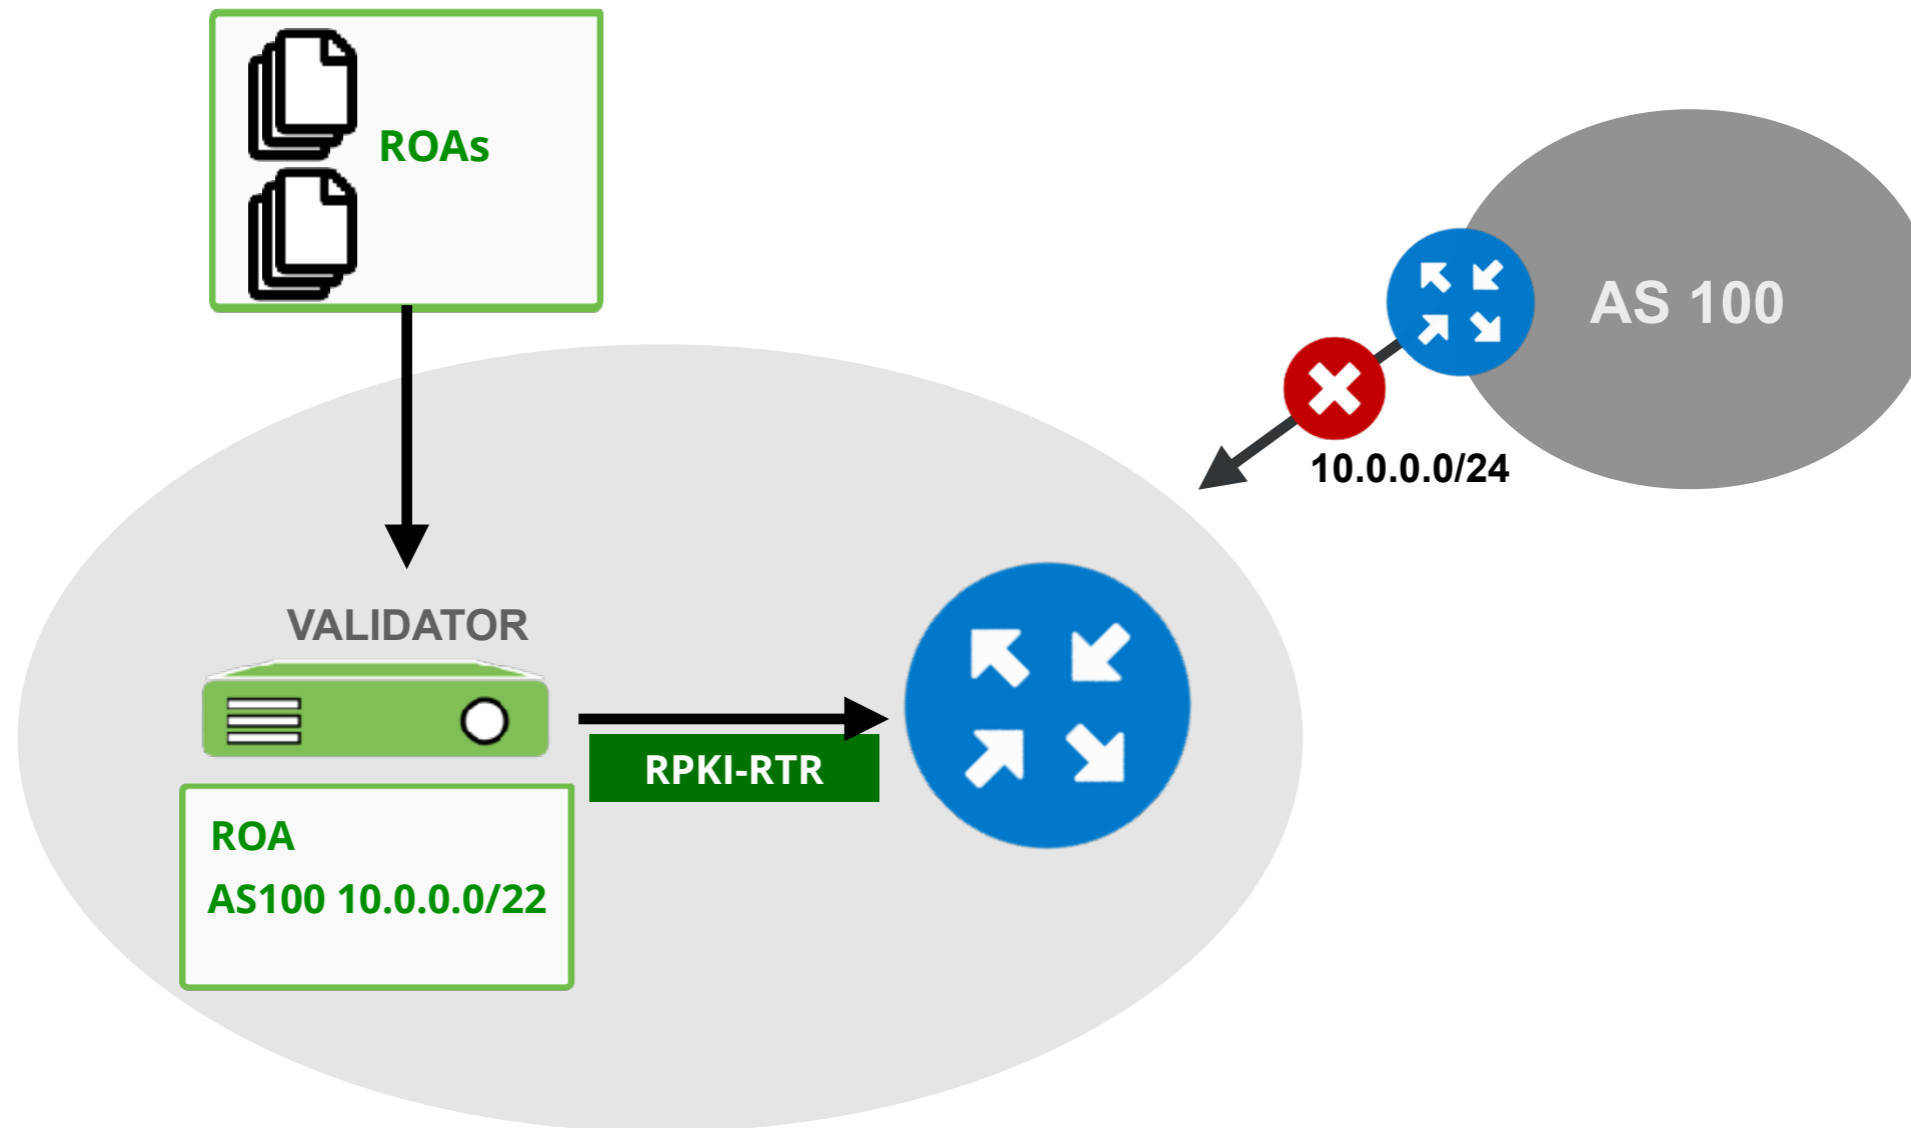 ROAs
AS 100
10.0.0.0/24
VALIDATOR
RPKI-RTR
ROA
AS100 10.0.0.0/22